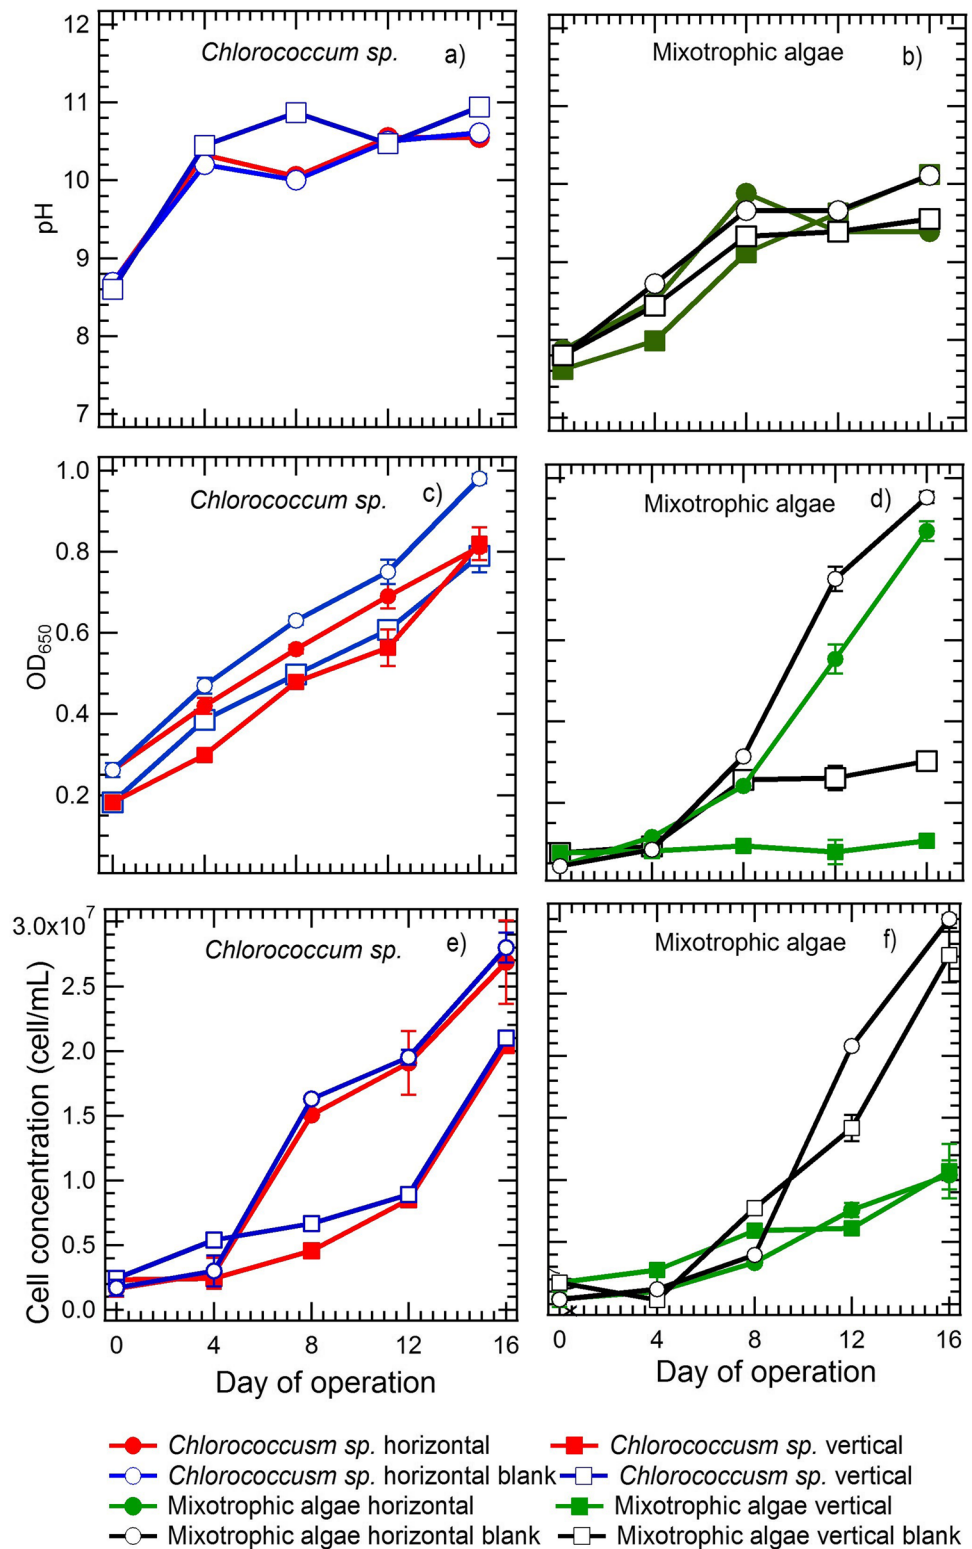 Chlorococcum sp. a)
Mixotrophic algae b)
12
11
10
9
8
7
pH
Chlorococcum sp. c)
Mixotrophic algae d)
1.0
0.8
0.6
0.4
0.2
OD650
Chlorococcum sp. e)
Mixotrophic algae f)
3.0x10^7
2.5
2.0
1.5
1.0
0.5
0.0
Cell concentration (cell/mL)
0 4 8 12 16
0 4 8 12 16
Day of operation
Day of operation
Chlorococcusm sp. horizontal
Chlorococcusm sp. vertical
Chlorococcusm sp. horizontal blank
Chlorococcusm sp. vertical
Mixotrophic algae horizontal
Mixotrophic algae vertical
Mixotrophic algae horizontal blank
Mixotrophic algae vertical blank